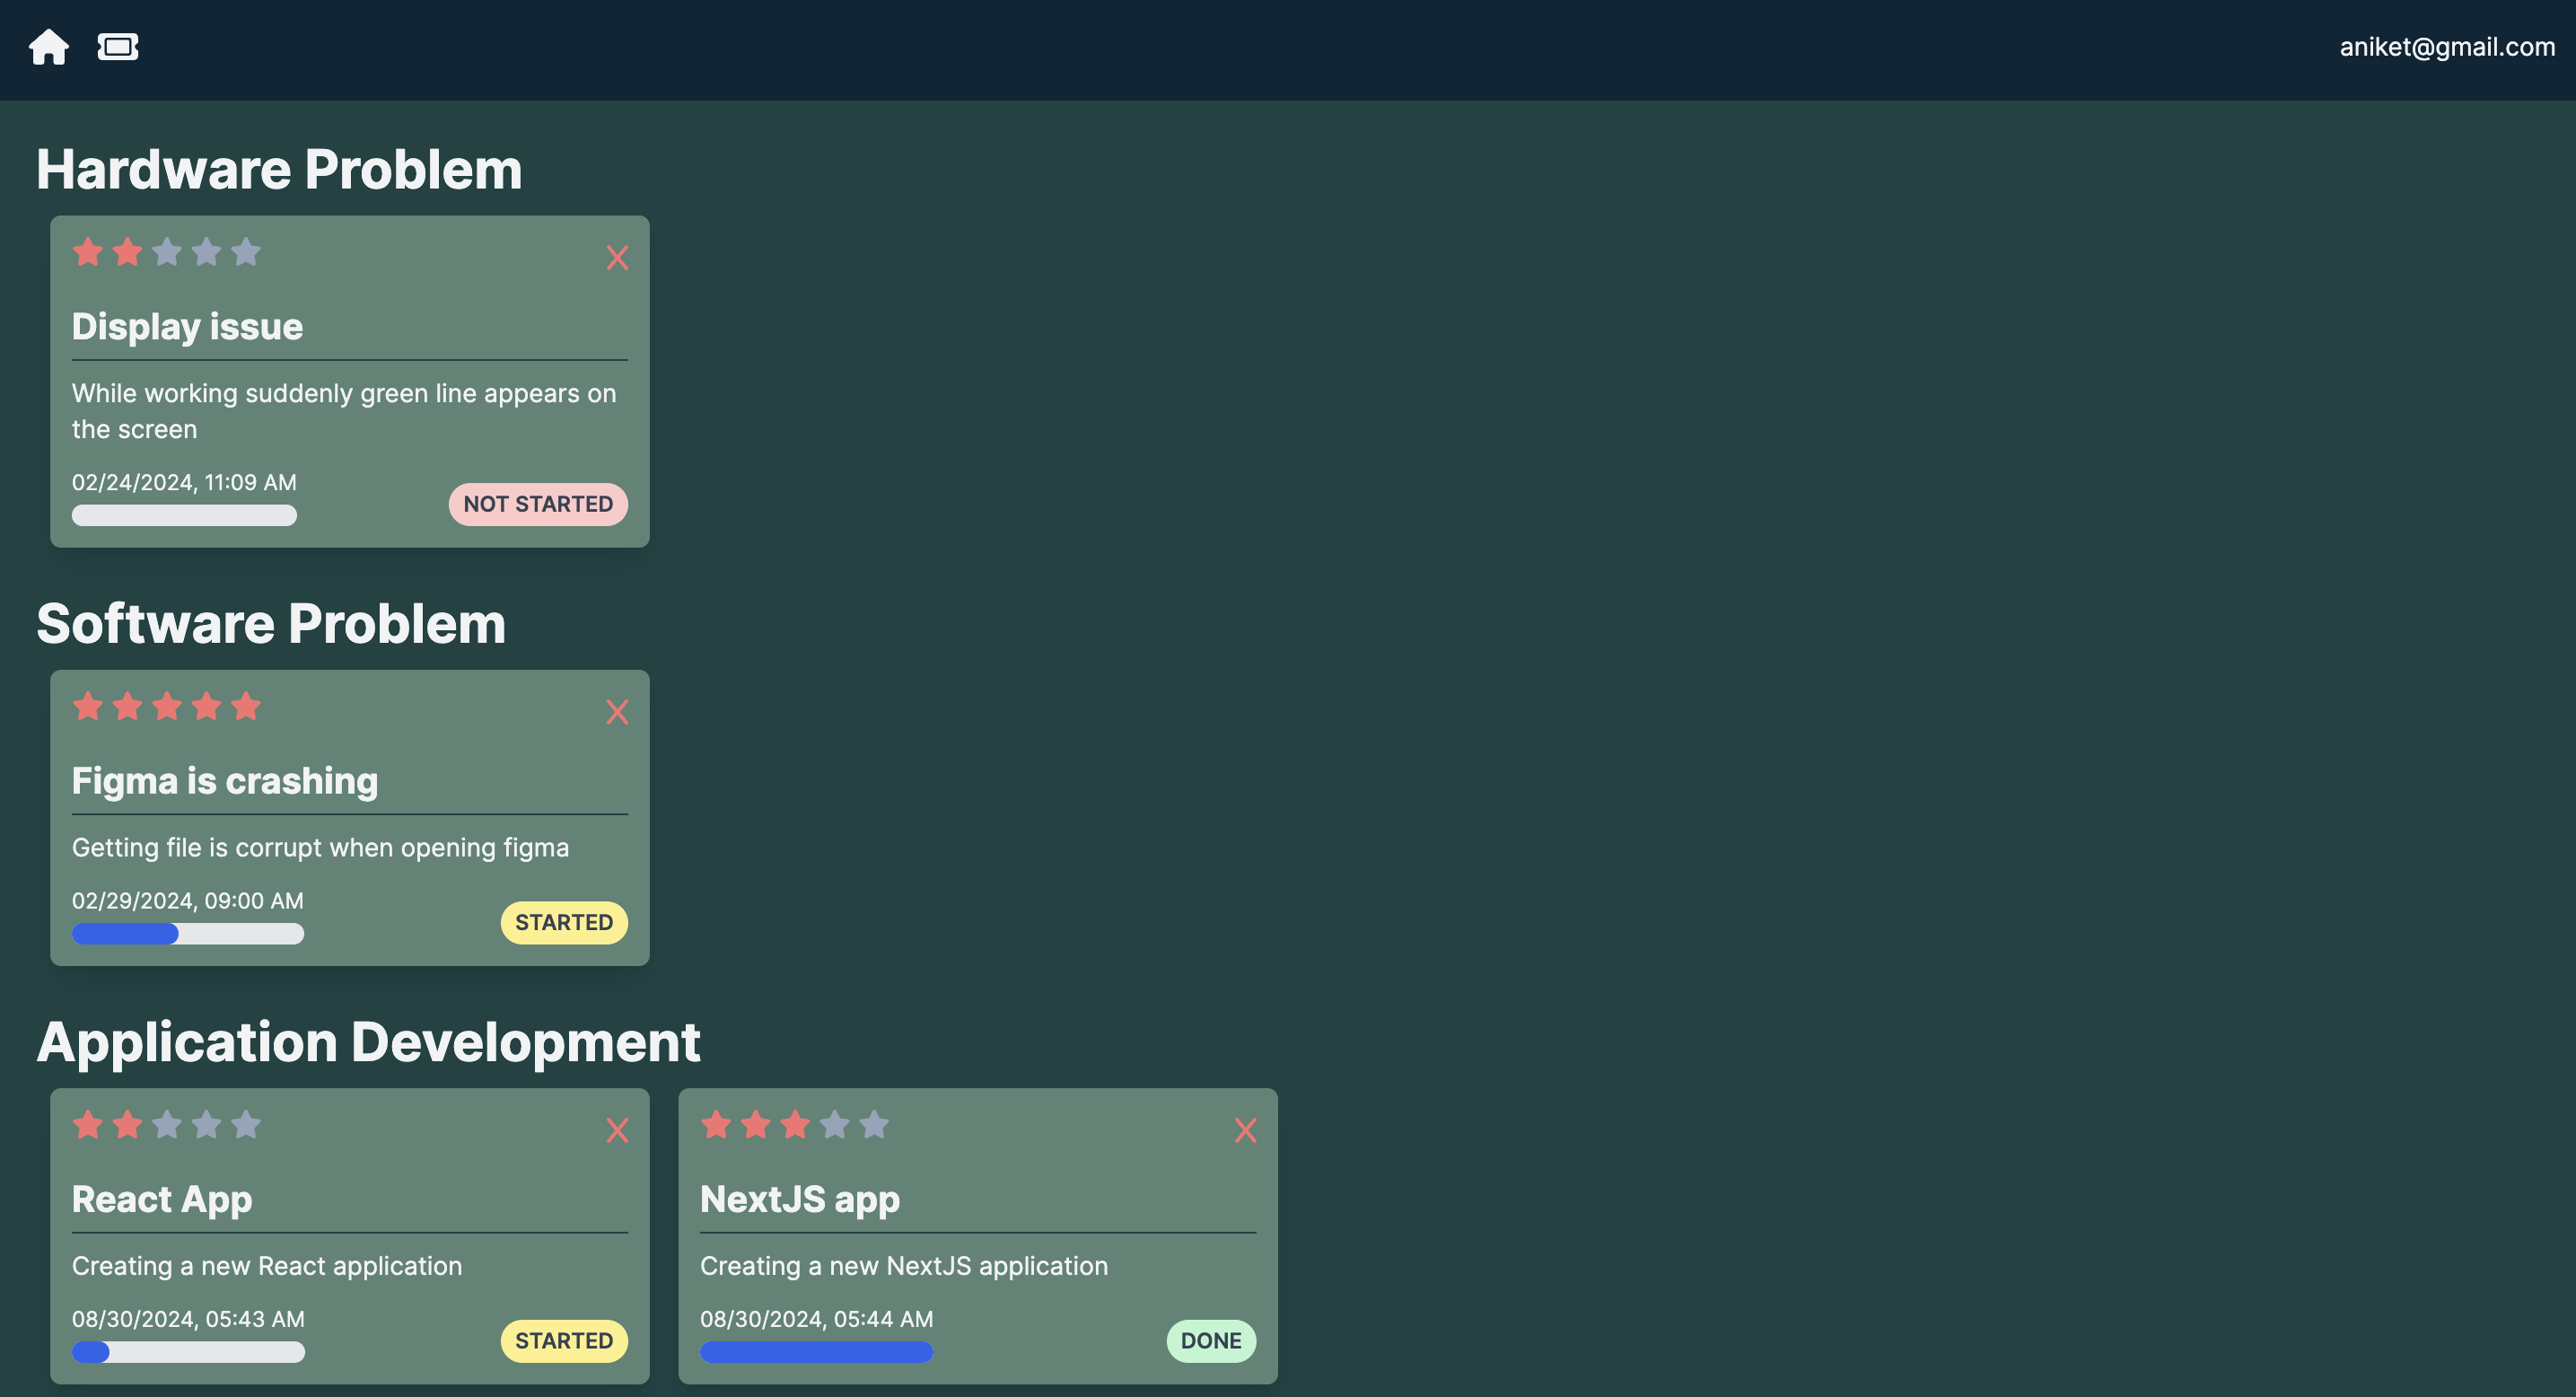 aniket@gmail.com
Hardware Problem
Display issue
While working suddenly green line appears on
the screen
02/24/2024, 11:09 AM
NOT STARTED
Software Problem
Figma is crashing
Getting file is corrupt when opening figma
02/29/2024, 09:00 AM
STARTED
Application Development
React App
Creating a new React application
08/30/2024, 05:43 AM
STARTED
NextJS app
Creating a new NextJS application
08/30/2024, 05:44 AM
DONE